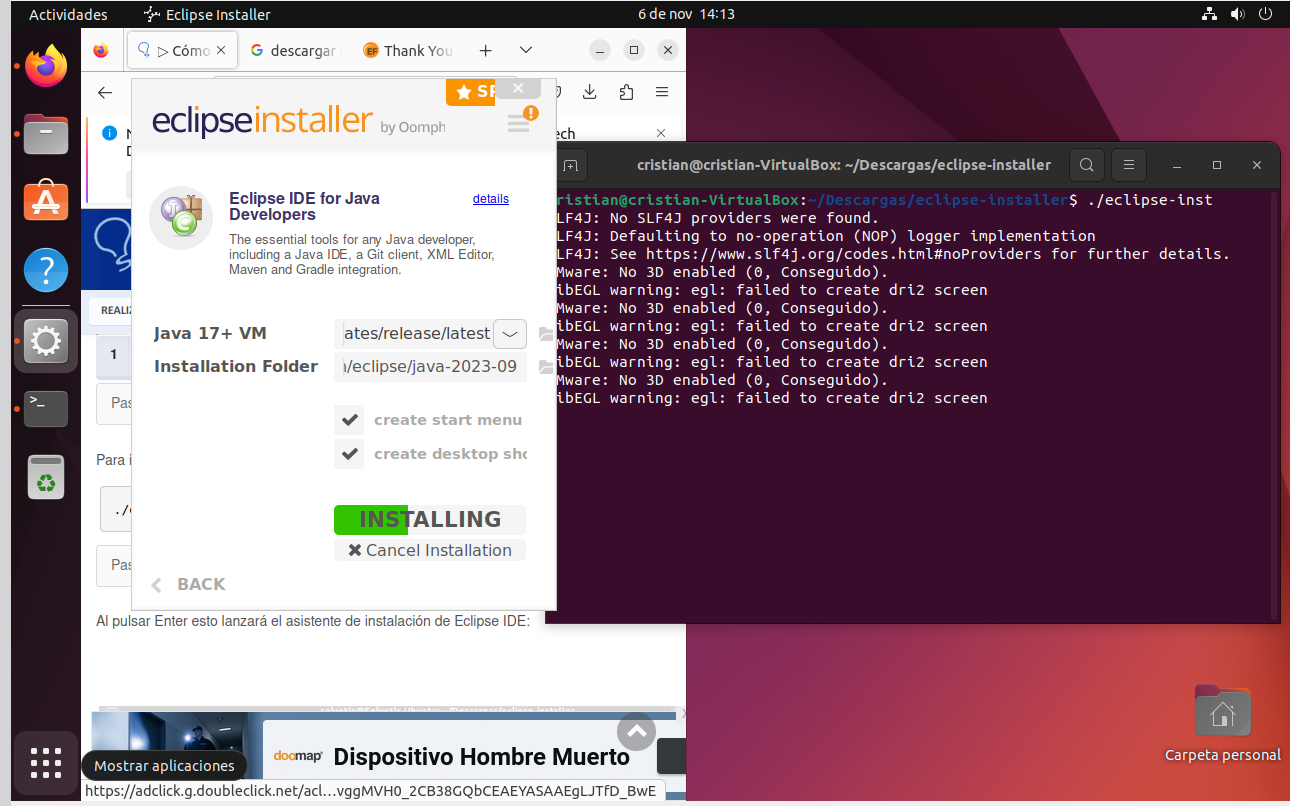 Actividades
Eclipse Installer
6 de nov 14:13
▷ Cómo
descargar
Thank You
eclipseinstaller by Oomph
ech
cristian@cristian-VirtualBox: ~/Descargas/eclipse-installer
Eclipse IDE for Java
Developers
details
The essential tools for any Java developer,
including a Java IDE, a Git client, XML Editor,
Maven and Gradle integration.
ristian@cristian-VirtualBox:~/Descargas/eclipse-installer$ ./eclipse-inst
LF4J: No SLF4J providers were found.
LF4J: Defaulting to no-operation (NOP) logger implementation
LF4J: See https://www.slf4j.org/codes.html#noProviders for further details.
Mware: No 3D enabled (0, Conseguido).
ibEGL warning: egl: failed to create dri2 screen
Mware: No 3D enabled (0, Conseguido).
ibEGL warning: egl: failed to create dri2 screen
Mware: No 3D enabled (0, Conseguido).
ibEGL warning: egl: failed to create dri2 screen
Mware: No 3D enabled (0, Conseguido).
ibEGL warning: egl: failed to create dri2 screen
REALIZ
1
Pas
Java 17+ VM
ates/release/latest
Installation Folder
/eclipse/java-2023-09
create start menu
create desktop sho
Para i
./
INSTALLING
Cancel Installation
Pas
BACK
Al pulsar Enter esto lanzará el asistente de instalación de Eclipse IDE:
doomap
Dispositivo Hombre Muerto
Mostrar aplicaciones
https://adclick.g.doubleclick.net/acl…vggMVH0_2CB38GQbCEAEYASAAEgLJTfD_BwE
Carpeta personal